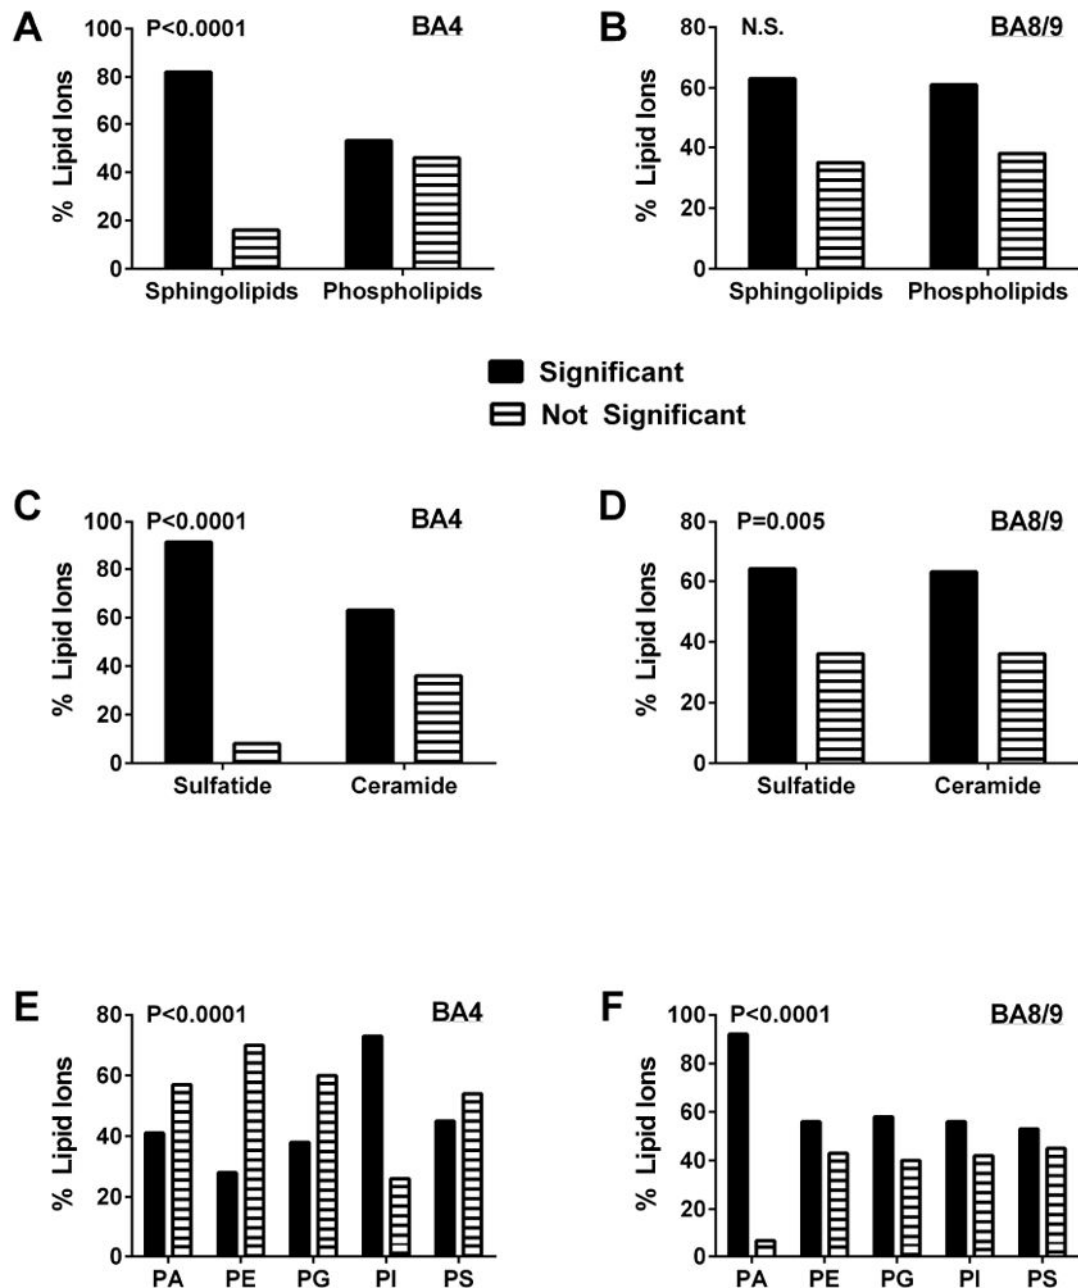 A P<0.0001 BA4
100
80
60
40
20
0
% Lipid Ions
Sphingolipids Phospholipids
B N.S. BA8/9
80
60
40
20
0
% Lipid Ions
Sphingolipids Phospholipids
Significant
Not Significant
C P<0.0001 BA4
100
80
60
40
20
0
% Lipid Ions
Sulfatide Ceramide
D P=0.005 BA8/9
80
60
40
20
0
% Lipid Ions
Sulfatide Ceramide
E P<0.0001 BA4
80
60
40
20
0
% Lipid Ions
PA PE PG PI PS
F P<0.0001 BA8/9
100
80
60
40
20
0
% Lipid Ions
PA PE PG PI PS